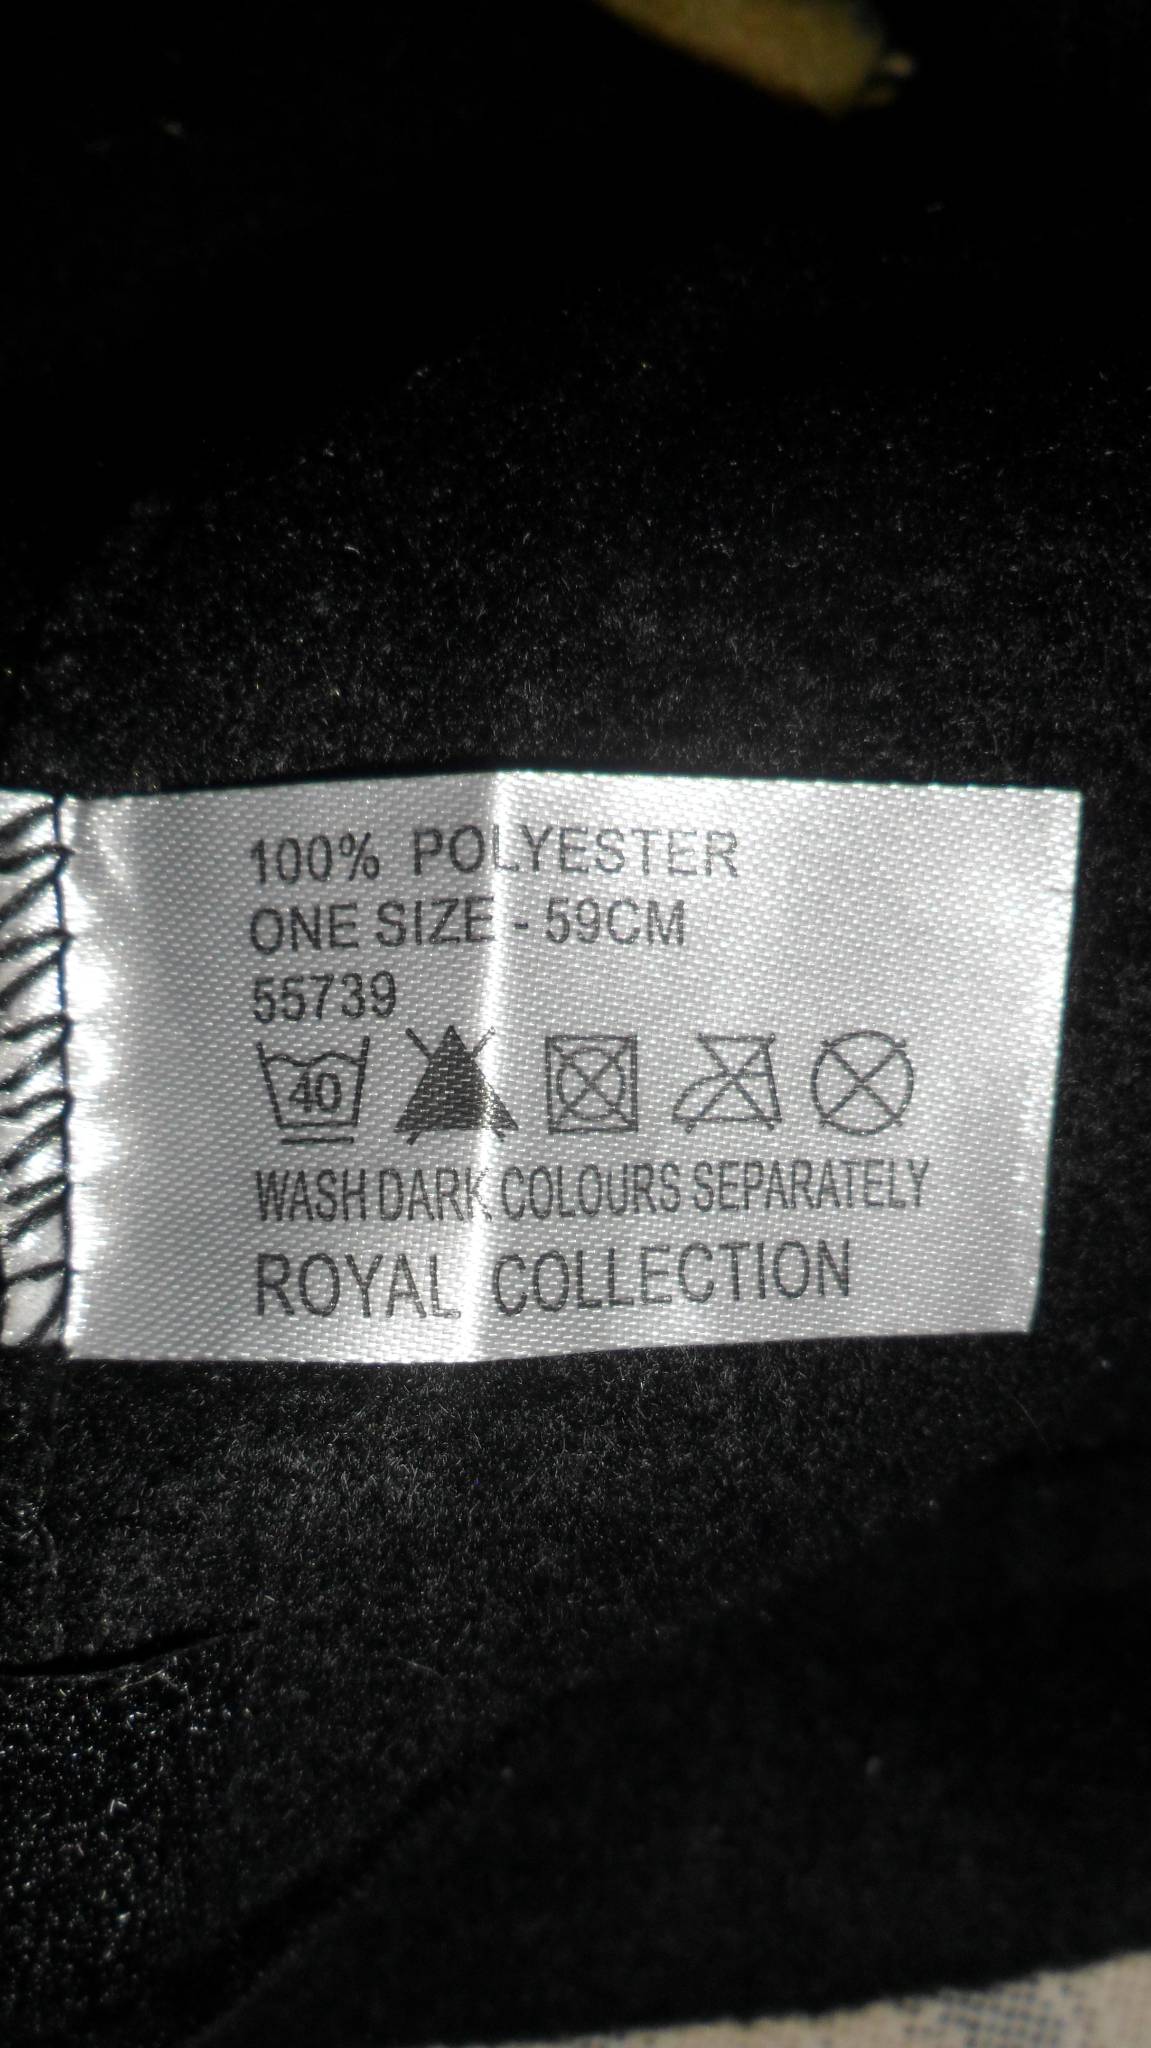 100% POLYESTER
ONE SIZE - 59CM
55739
40
WASH DARK COLOURS SEPARATELY
ROYAL COLLECTION